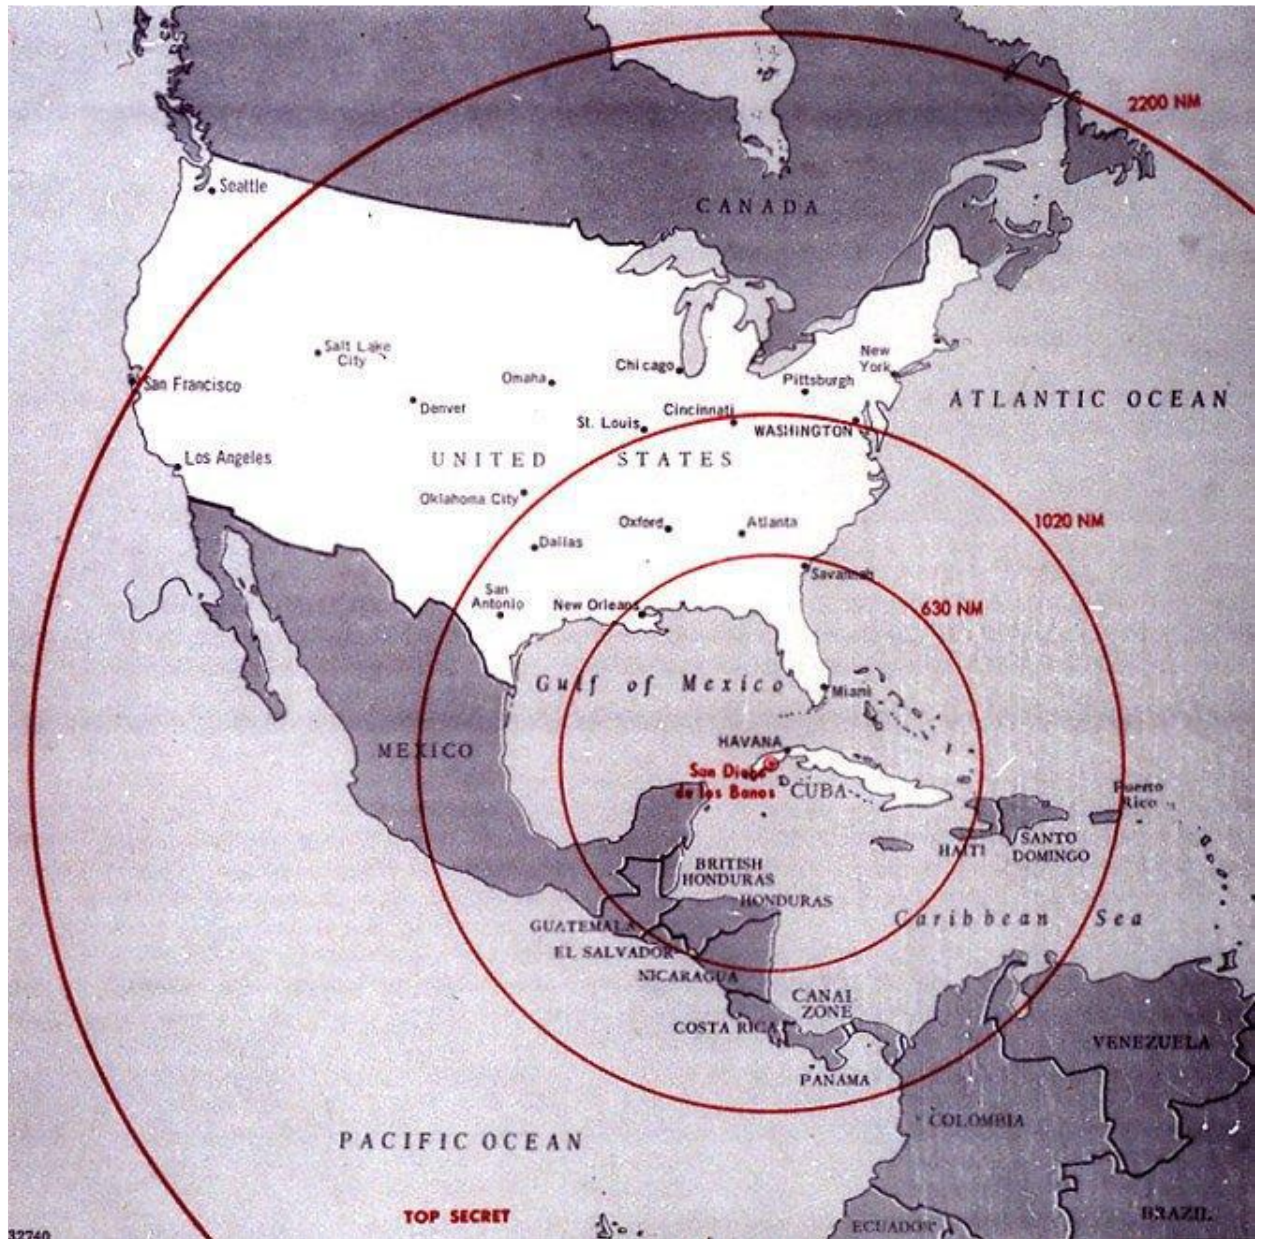 2200 NM
Seattle
CANADA
Salt Lake
City
San Francisco
Denver
Omaha
Chicago
New
York
Pittsburgh
Cincinnati
St. Louis
WASHINGTON
ATLANTIC OCEAN
Los Angeles
UNITED STATES
Oklahoma City
1020 NM
Oxford
Atlanta
Dallas
Savannah
San
Antonio
New Orleans
630 NM
Gulf of Mexico
Miami
MEXICO
HAVANA
San Diego
de los Banos
CUBA
Puerto
Rico
HAITI
SANTO
DOMINGO
BRITISH
HONDURAS
HONDURAS
GUATEMALA
EL SALVADOR
NICARAGUA
Caribbean Sea
CANAL
ZONE
COSTA RICA
PANAMA
VENEZUELA
COLOMBIA
PACIFIC OCEAN
TOP SECRET
ECUADOR
BRAZIL
32740